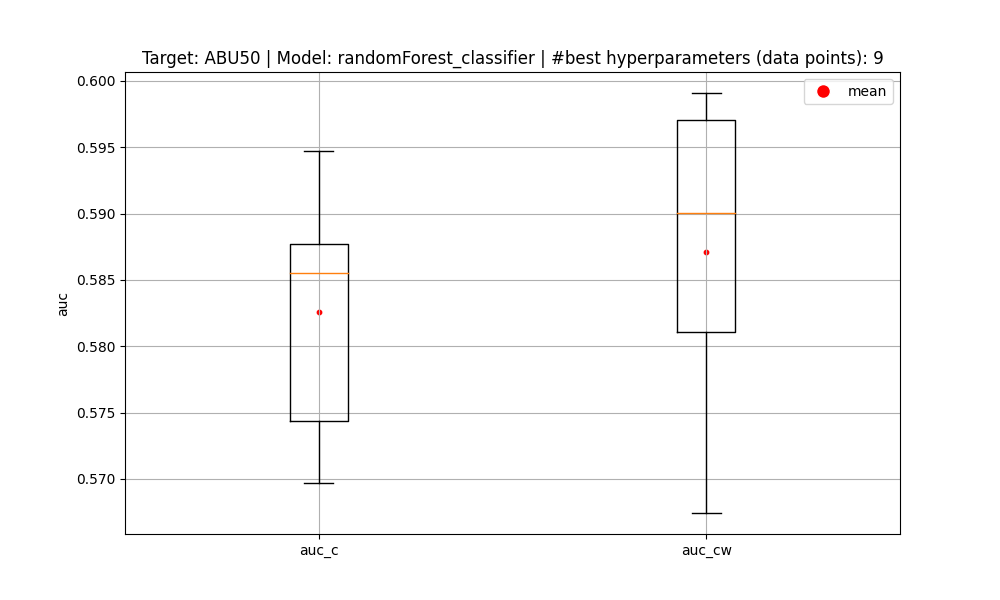 Target: ABU50 | Model: randomForest_classifier | #best hyperparameters (data points): 9
mean
0.600
0.595
0.590
0.585
0.580
0.575
0.570
auc
auc_c
auc_cw